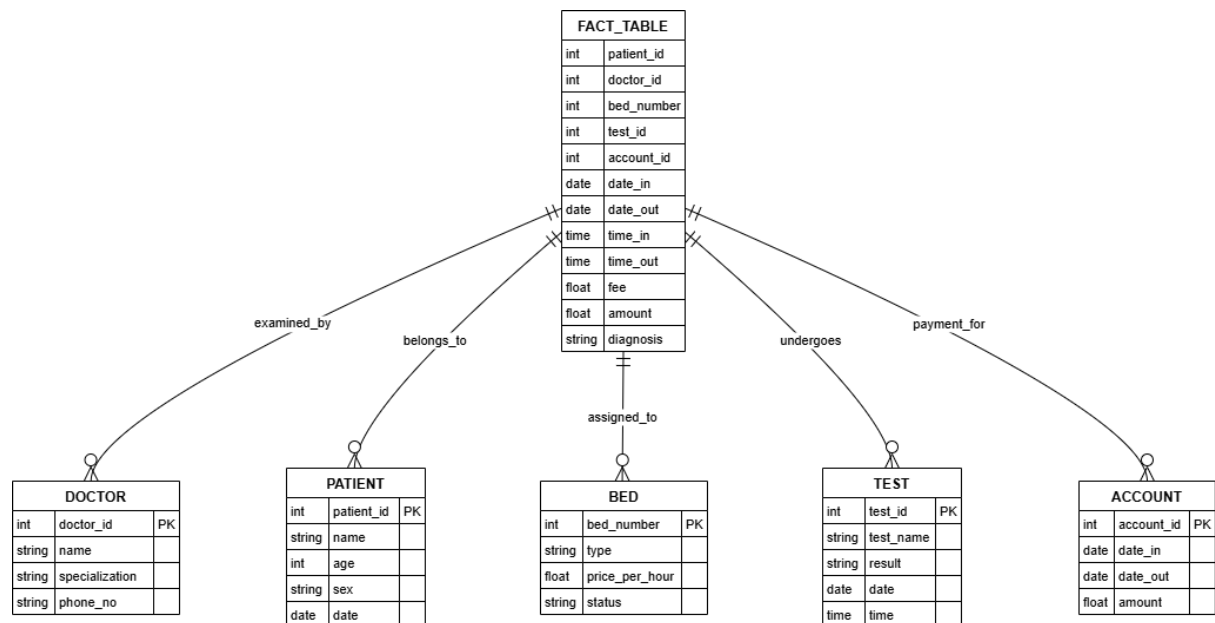 FACT_TABLE
int patient_id
int doctor_id
int bed_number
int test_id
int account_id
date date_in
date date_out
time time_in
time time_out
float fee
float amount
string diagnosis
examined_by
belongs_to
assigned_to
undergoes
payment_for
DOCTOR
int doctor_id PK
string name
string specialization
string phone_no
PATIENT
int patient_id PK
string name
int age
string sex
date date
BED
int bed_number PK
string type
float price_per_hour
string status
TEST
int test_id PK
string test_name
string result
date date
time time
ACCOUNT
int account_id PK
date date_in
date date_out
float amount